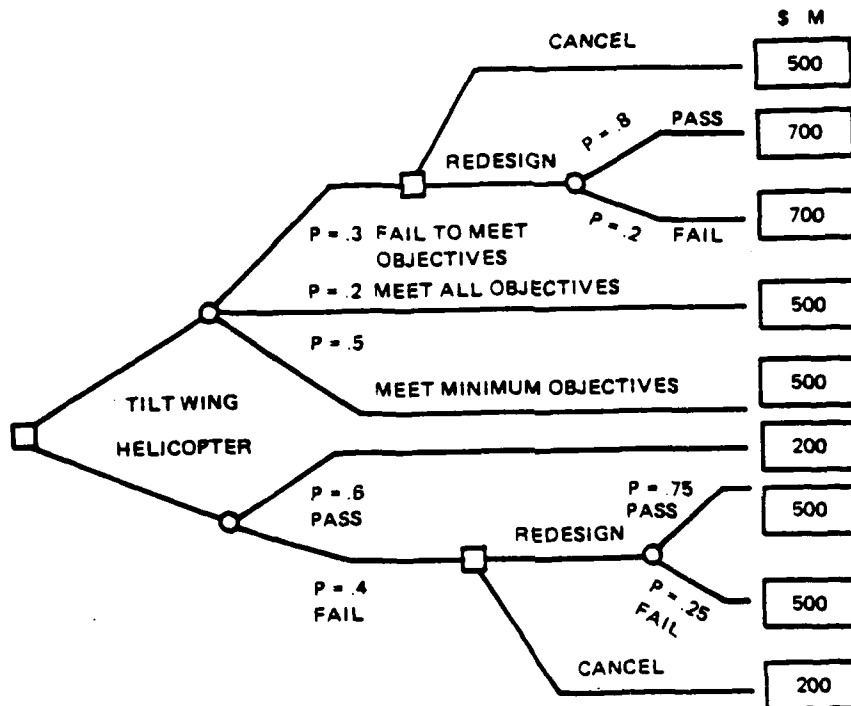 $ M
CANCEL
500
P = .8
PASS
700
REDESIGN
P = .2
FAIL
700
P = .3 FAIL TO MEET
OBJECTIVES
P = .2 MEET ALL OBJECTIVES
500
P = .5
MEET MINIMUM OBJECTIVES
500
TILT WING
HELICOPTER
200
P = .6
PASS
P = .75
PASS
500
REDESIGN
P = .4
FAIL
P = .25
FAIL
500
CANCEL
200